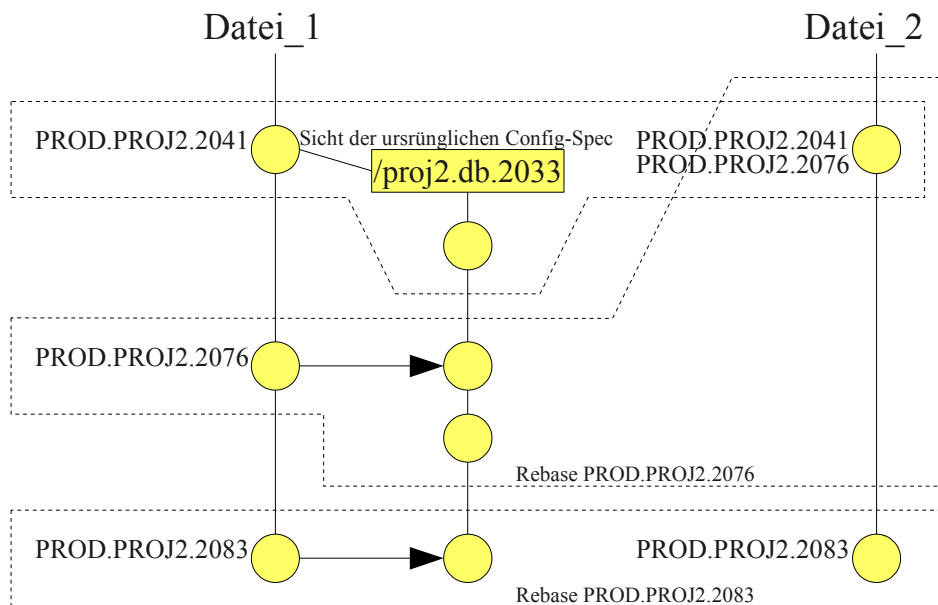 Datei_1
Datei_2
PROD.PROJ2.2041
Sicht der ursrünglichen Config-Spec
PROD.PROJ2.2041
PROD.PROJ2.2076
/proj2.db.2033
PROD.PROJ2.2076
Rebase PROD.PROJ2.2076
PROD.PROJ2.2083
PROD.PROJ2.2083
Rebase PROD.PROJ2.2083